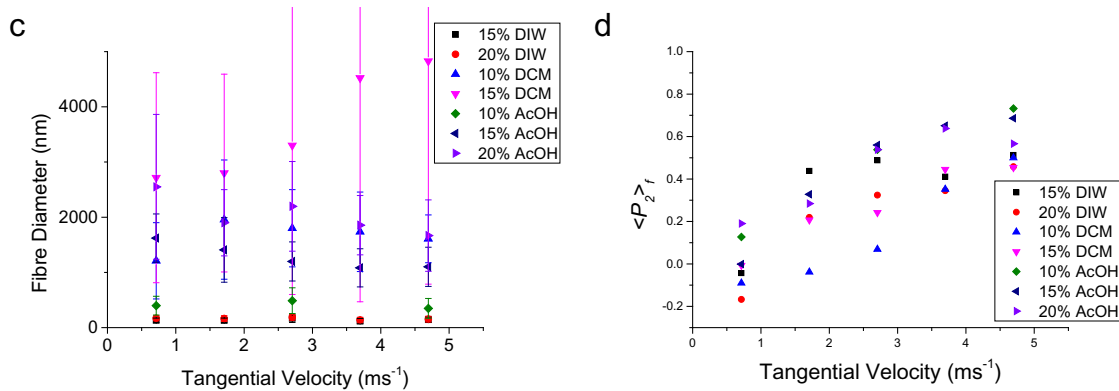 c
Fibre Diameter (nm)
4000
2000
0
0
1
2
3
4
5
Tangential Velocity (ms-1)
15% DIW
20% DIW
10% DCM
15% DCM
10% AcOH
15% AcOH
20% AcOH
d
<P2>f
1.0
0.8
0.6
0.4
0.2
0.0
-0.2
0
1
2
3
4
5
Tangential Velocity (ms-1)
15% DIW
20% DIW
10% DCM
15% DCM
10% AcOH
15% AcOH
20% AcOH